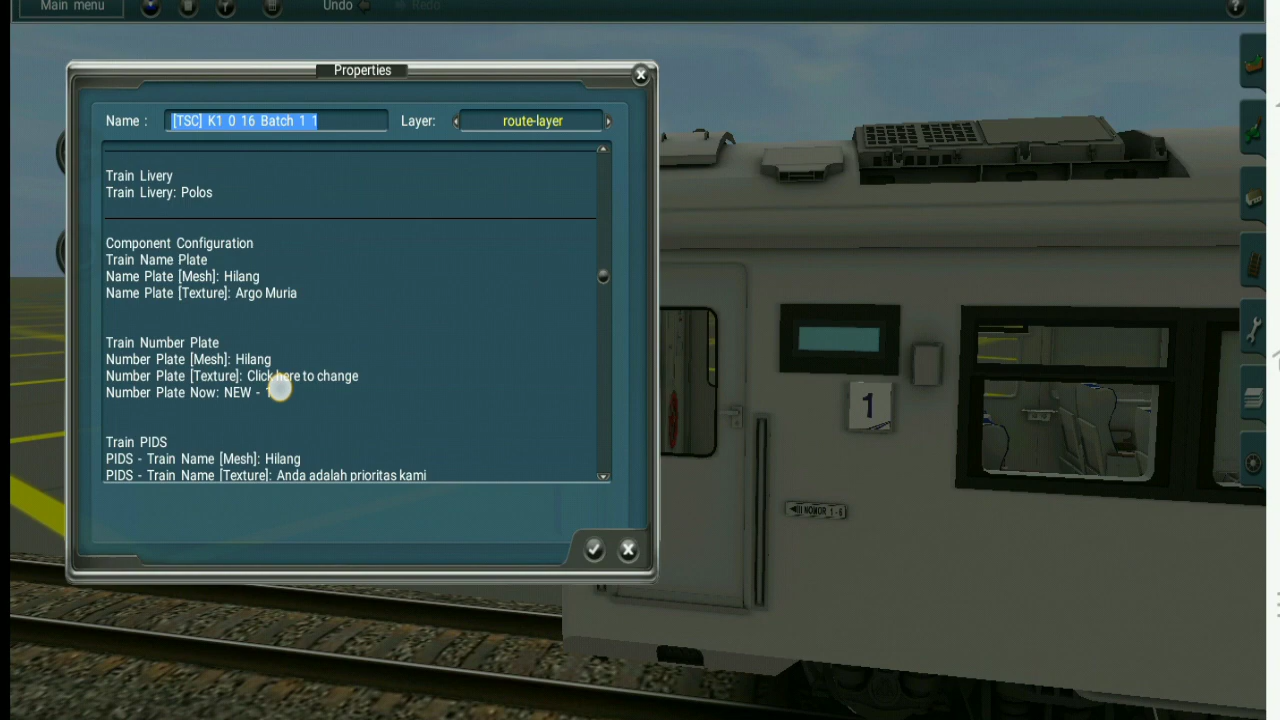 Main menu
Undo
Redo
?
Properties
Name :
[TSC] K1 0 16 Batch 1 1
Layer:
route-layer
Train Livery
Train Livery: Polos
Component Configuration
Train Name Plate
Name Plate [Mesh]: Hilang
Name Plate [Texture]: Argo Muria
Train Number Plate
Number Plate [Mesh]: Hilang
Number Plate [Texture]: Click here to change
Number Plate Now: NEW -
Train PIDS
PIDS - Train Name [Mesh]: Hilang
PIDS - Train Name [Texture]: Anda adalah prioritas kami
1
NOMOR 1-6